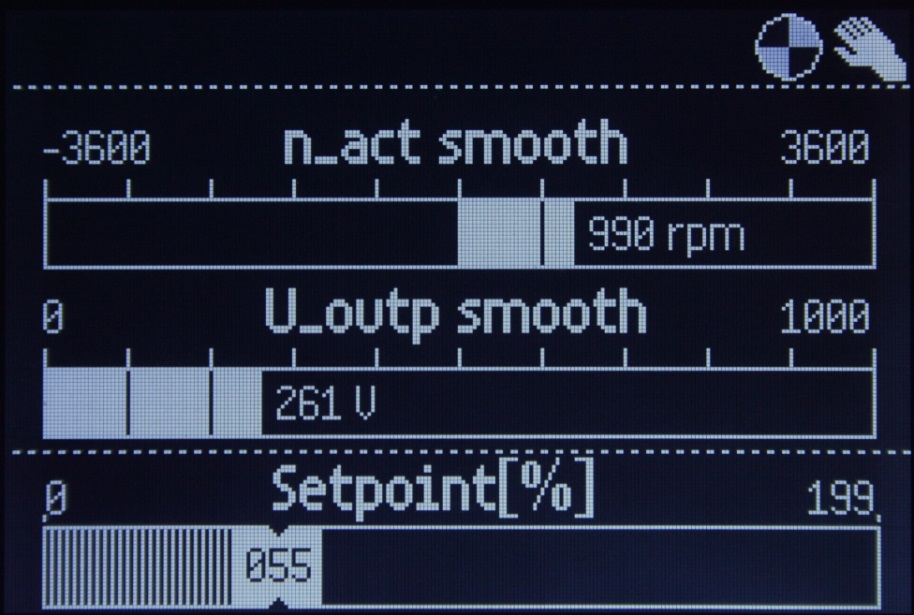 -3600 n_act smooth 3600
990 rpm
0 U_outp smooth 1000
261 V
0 Setpoint[%] 199
055